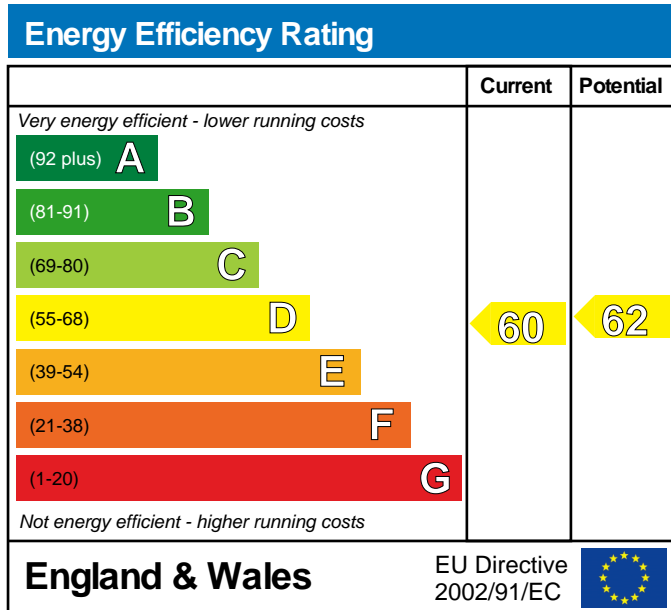 Energy Efficiency Rating
Current Potential
Very energy efficient - lower running costs
(92 plus) A
(81-91) B
(69-80) C
(55-68) D 60 62
(39-54) E
(21-38) F
(1-20) G
Not energy efficient - higher running costs
England & Wales
EU Directive
2002/91/EC